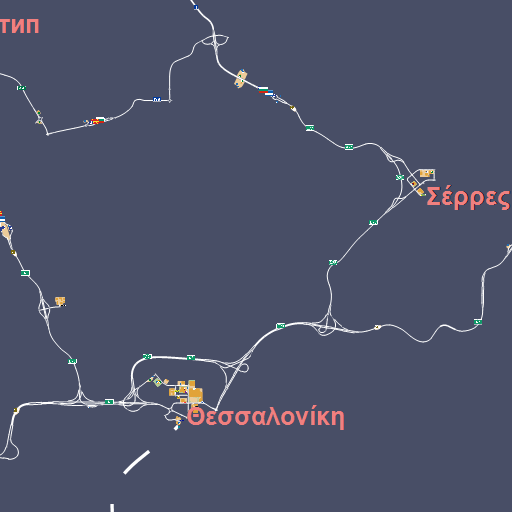 тип
Σέρρες
Θεσσαλονίκη